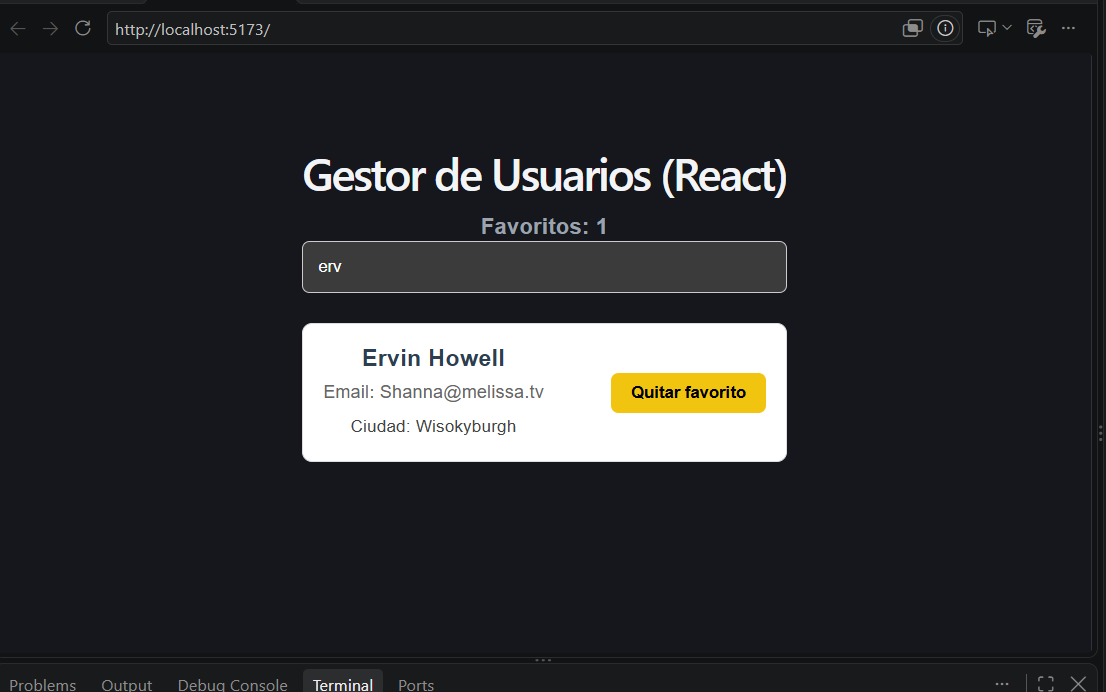 http://localhost:5173/
Gestor de Usuarios (React)
Favoritos: 1
erv
Ervin Howell
Email: Shanna@melissa.tv
Ciudad: Wisokyburgh
Quitar favorito
Problems Output Debug Console Terminal Ports